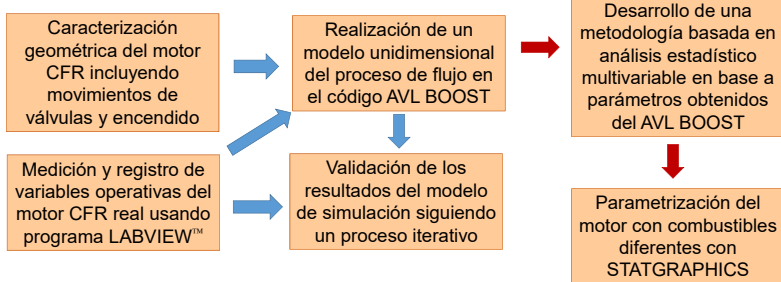 Caracterización
geométrica del motor
CFR incluyendo
movimientos de
válvulas y encendido
Realización de
un modelo unidimensional
del proceso de flujo en
el código AVL BOOST
Desarrollo de una
metodología basada en
análisis estadístico
multivariable en base a
parámetros obtenidos
del AVL BOOST
Medición y registro de
variables operativas del
motor CFR real usando
programa LABVIEW™
Validación de los
resultados del modelo
de simulación siguiendo
un proceso iterativo
Parametrización del
motor con combustibles
diferentes con
STATGRAPHICS